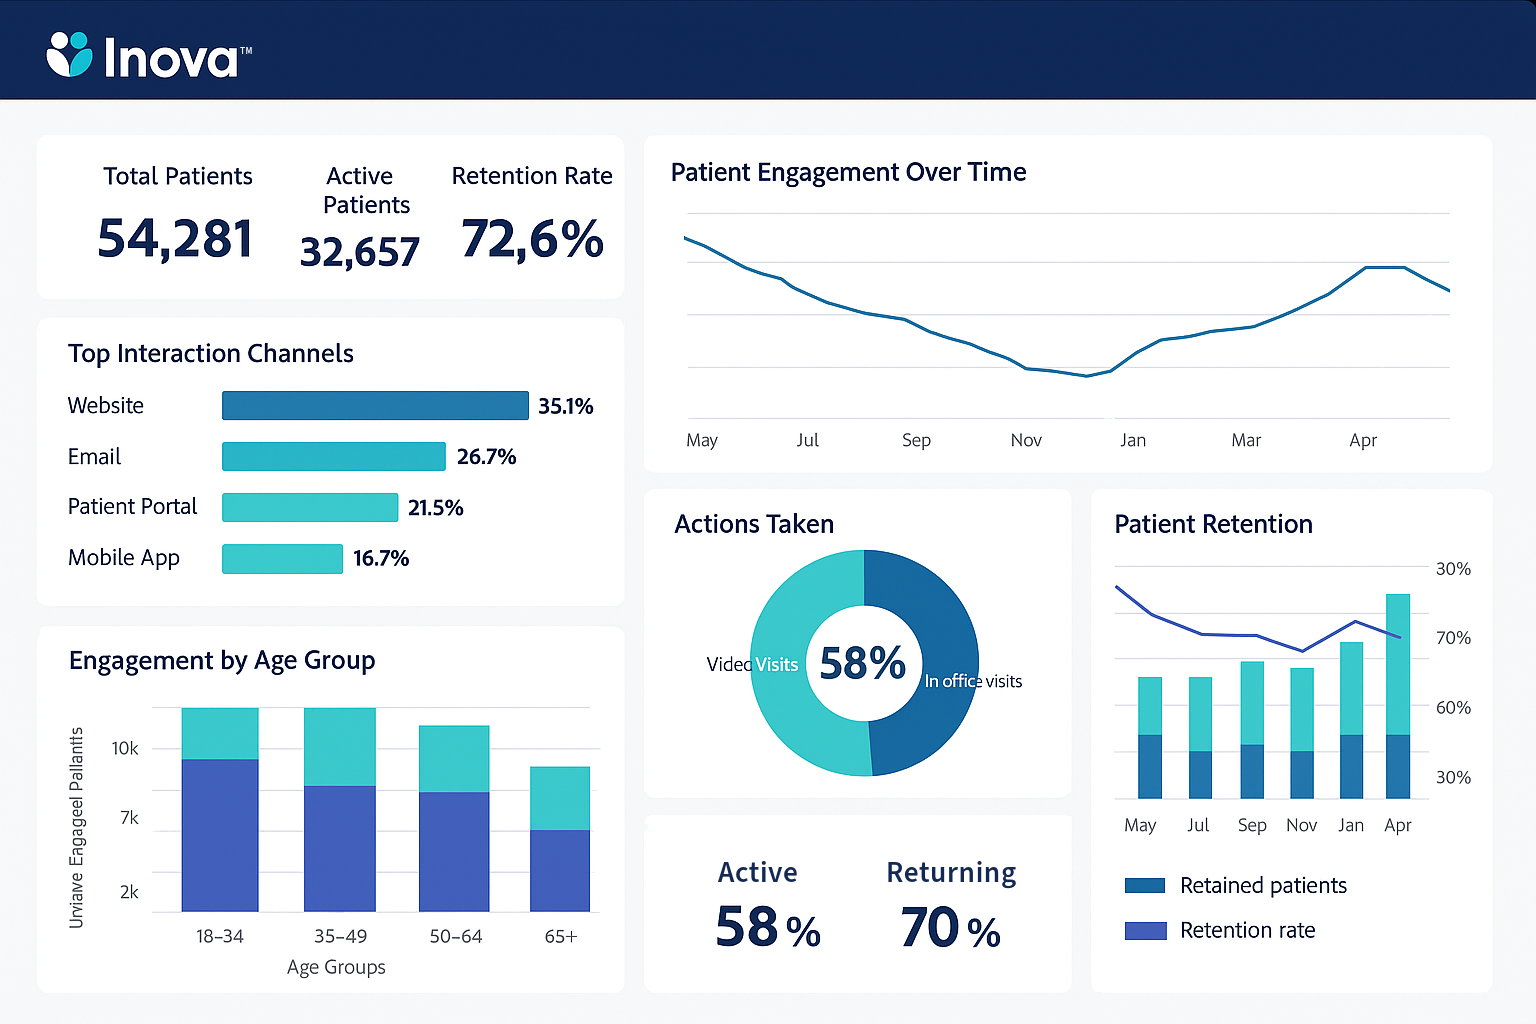 Inova™
Total Patients
54,281
Active
Patients
32,657
Retention Rate
72,6%
Top Interaction Channels
Website 35.1%
Email 26.7%
Patient Portal 21.5%
Mobile App 16.7%
Engagement by Age Group
10k
7k
2k
18–34 35–49 50–64 65+
Age Groups
Patient Engagement Over Time
May Jul Sep Nov Jan Mar Apr
Actions Taken
Video Visits
58%
In office visits
Active
58 %
Returning
70 %
Patient Retention
30%
70%
60%
30%
May Jul Sep Nov Jan Apr
Retained patients
Retention rate